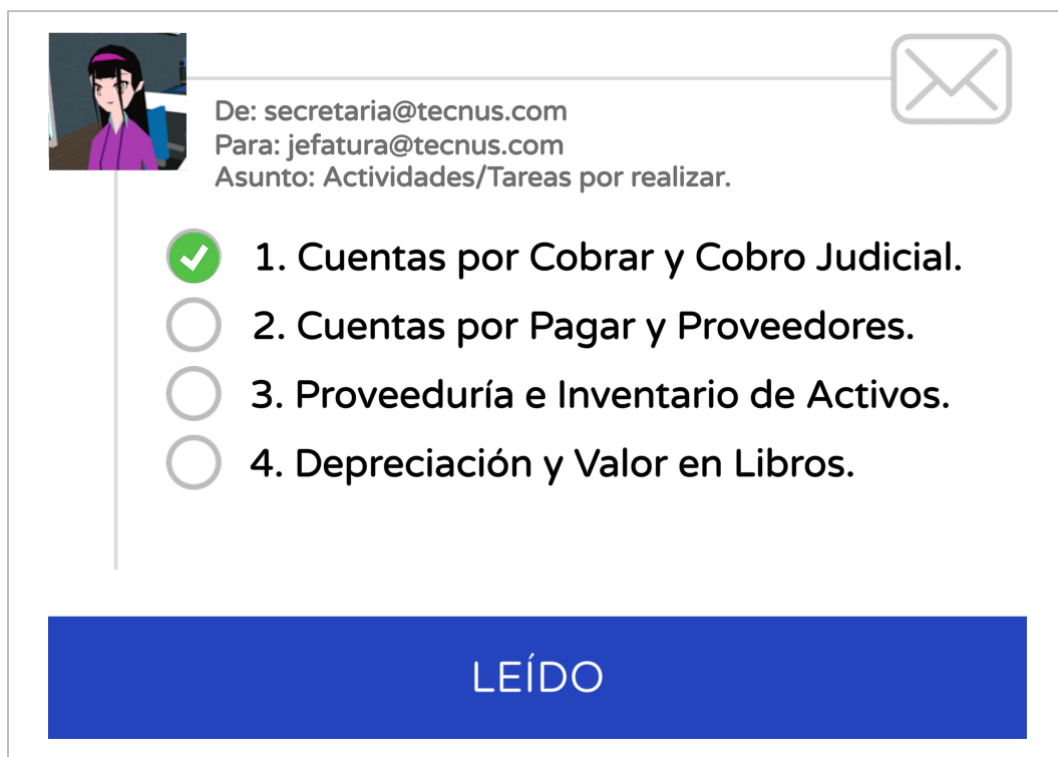 De: secretaria@tecnus.com
Para: jefatura@tecnus.com
Asunto: Actividades/Tareas por realizar.
1. Cuentas por Cobrar y Cobro Judicial.
2. Cuentas por Pagar y Proveedores.
3. Proveeduría e Inventario de Activos.
4. Depreciación y Valor en Libros.
LEÍDO